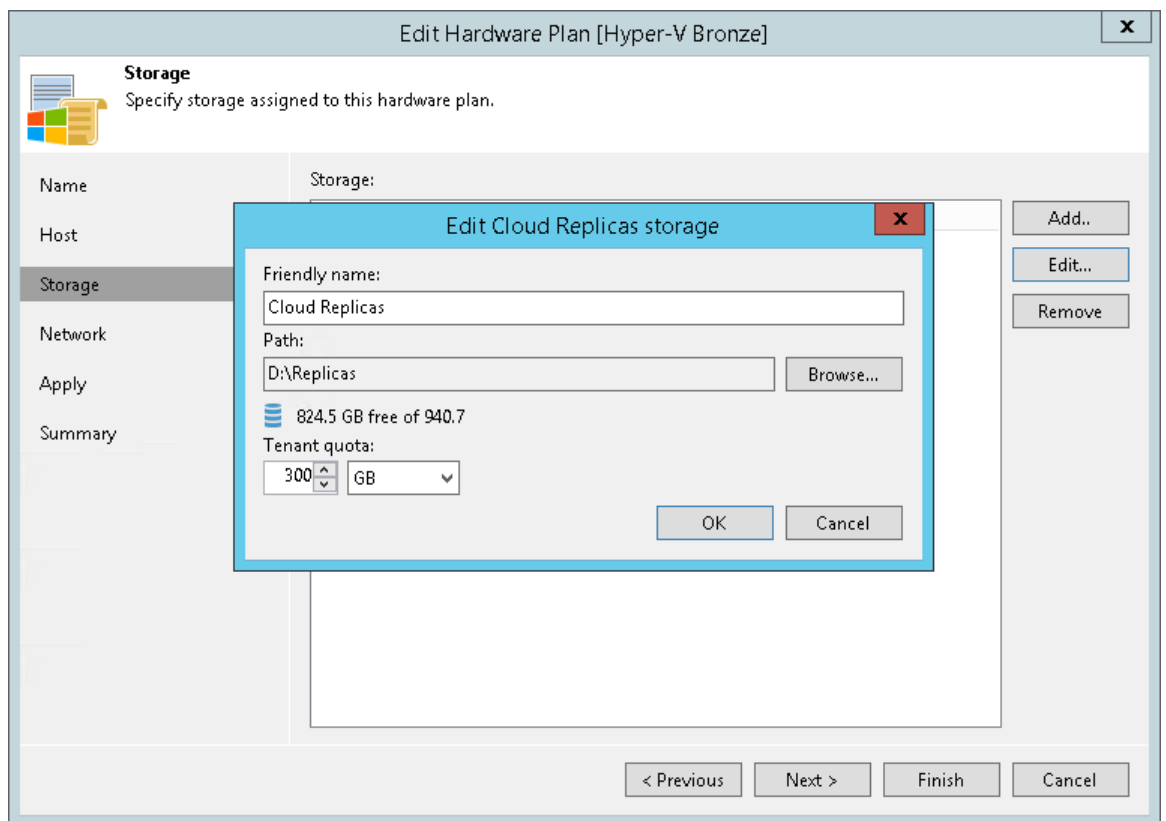 Edit Hardware Plan [Hyper-V Bronze]
x
Storage
Specify storage assigned to this hardware plan.
Name
Host
Storage
Network
Apply
Summary
Storage:
Add..
Edit...
Remove
Edit Cloud Replicas storage
x
Friendly name:
Cloud Replicas
Path:
D:\Replicas
Browse...
824.5 GB free of 940.7
Tenant quota:
300 GB
OK Cancel
< Previous Next > Finish Cancel